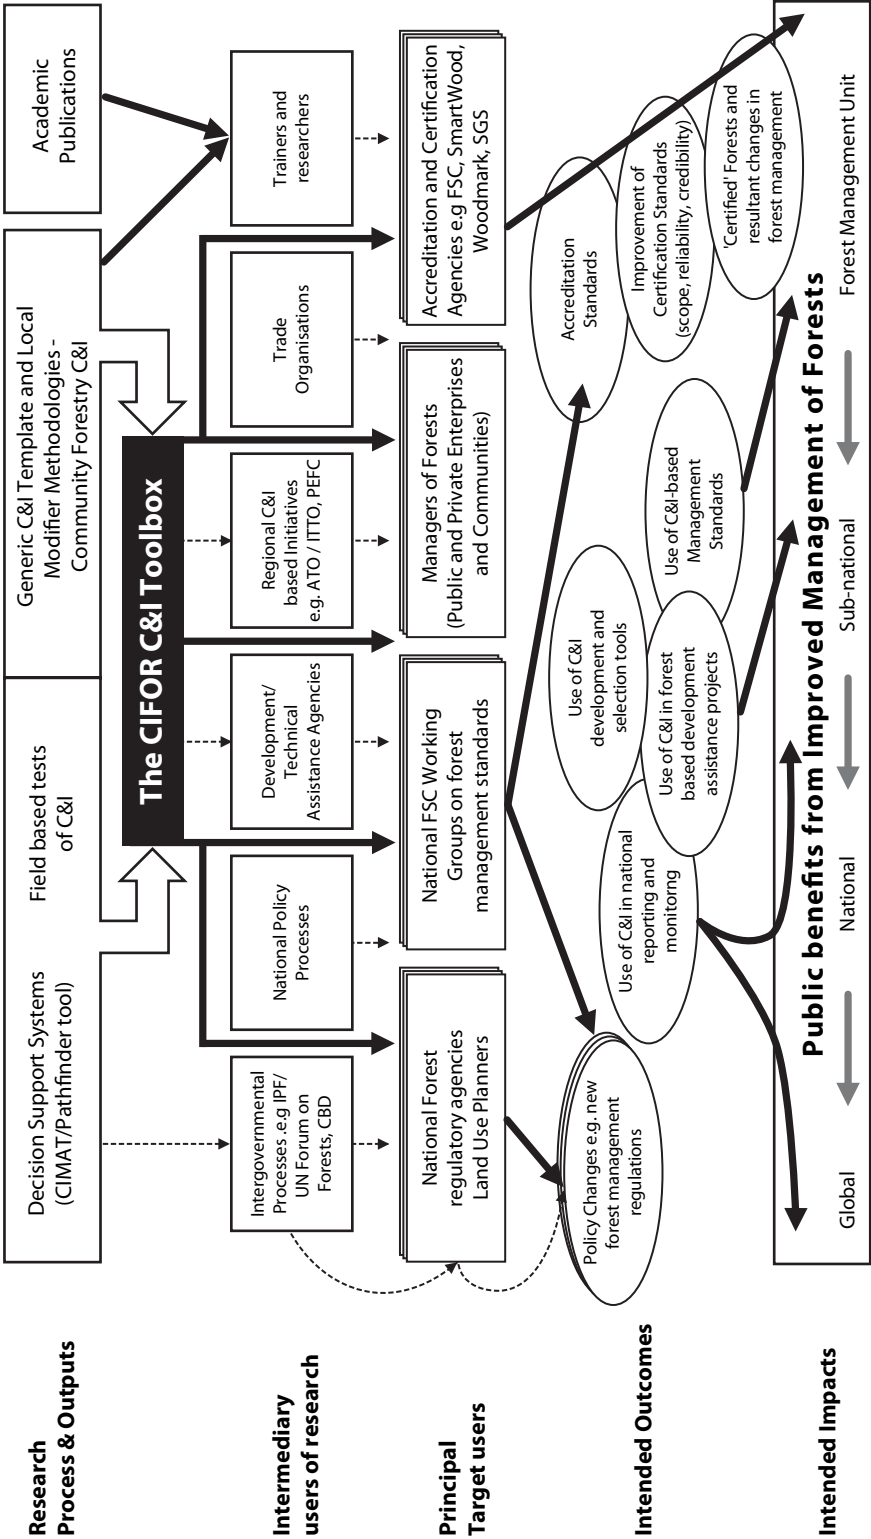 Research
Process & Outputs
Decision Support Systems
(CIMAT/Pathfinder tool)
Field based tests
of C&I
Generic C&I Template and Local
Modifier Methodologies -
Community Forestry C&I
Academic
Publications
The CIFOR C&I Toolbox
Intermediary
users of research
Intergovernmental
Processes .e.g IPF/
UN Forum on
Forests, CBD
National Policy
Processes
Development/
Technical
Assistance Agencies
Regional C&I
based Initiatives
e.g. ATO / ITTO, PEFC
Trade
Organisations
Trainers and
researchers
Principal
Target users
National Forest
regulatory agencies
Land Use Planners
National FSC Working
Groups on forest
management standards
Managers of Forests
(Public and Private Enterprises
and Communities)
Accreditation and Certification
Agencies e.g FSC, SmartWood,
Woodmark, SGS
Intended Outcomes
Policy Changes e.g. new
forest management
regulations
Use of C&I in national
reporting and
monitorng
Use of C&I
development and
selection tools
Use of C&I in forest
based development
assistance projects
Use of C&I-based
Management
Standards
Accreditation
Standards
Improvement of
Certification Standards
(scope, reliability, credibility)
'Certified' Forests and
resultant changes in
forest management
Intended Impacts
Public benefits from Improved Management of Forests
Global
National
Sub-national
Forest Management Unit